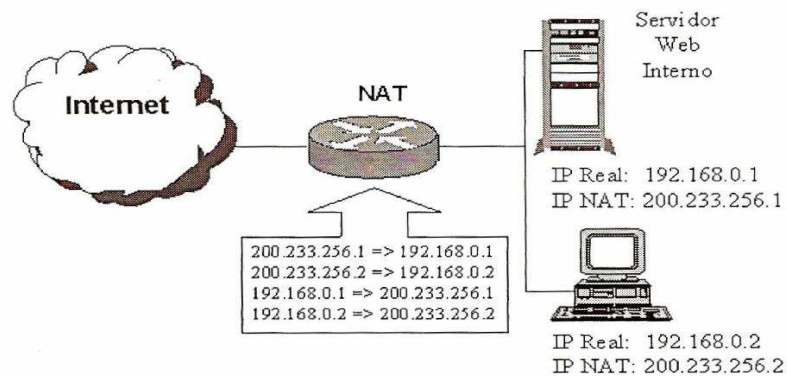 Servidor
Web
Interno
Internet
NAT
IP Real: 192.168.0.1
IP NAT: 200.233.256.1
200.233.256.1 => 192.168.0.1
200.233.256.2 => 192.168.0.2
192.168.0.1 => 200.233.256.1
192.168.0.2 => 200.233.256.2
IP Real: 192.168.0.2
IP NAT: 200.233.256.2